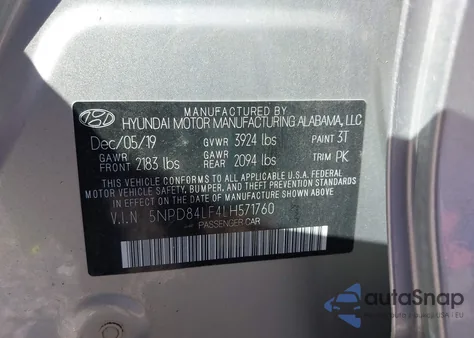 MANUFACTURED BY
HYUNDAI MOTOR MANUFACTURING ALABAMA, LLC
Dec/05/19 GVWR 3924 lbs PAINT 3T
GAWR FRONT 2183 lbs GAWR REAR 2094 lbs TRIM PK
THIS VEHICLE CONFORMS TO ALL APPLICABLE U.S.A FEDERAL
MOTOR VEHICLE SAFETY, BUMPER, AND THEFT PREVENTION STANDARDS
IN EFFECT ON THE DATE OF MANUFACTURE SHOWN ABOVE.
V.I.N 5NPD84LF4LH571760
PASSENGER CAR
autoSnap
USA | EU